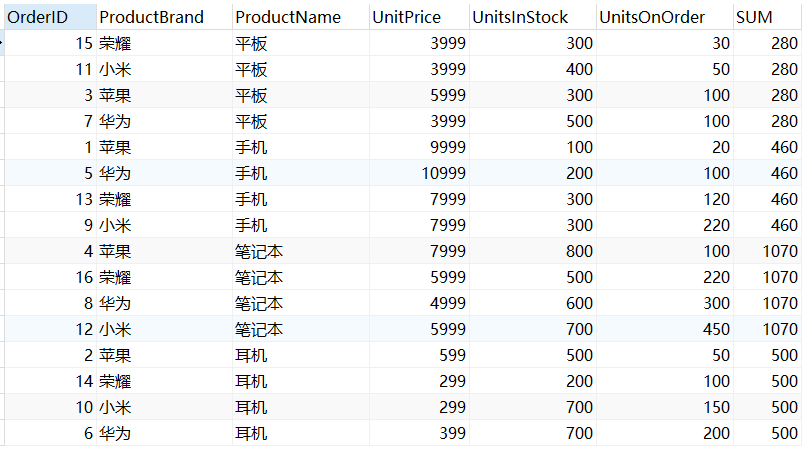 OrderID ProductBrand ProductName UnitPrice UnitsInStock UnitsOnOrder SUM
15 荣耀 平板 3999 300 30 280
11 小米 平板 3999 400 50 280
3 苹果 平板 5999 300 100 280
7 华为 平板 3999 500 100 280
1 苹果 手机 9999 100 20 460
5 华为 手机 10999 200 100 460
13 荣耀 手机 7999 300 120 460
9 小米 手机 7999 300 220 460
4 苹果 笔记本 7999 800 100 1070
16 荣耀 笔记本 5999 500 220 1070
8 华为 笔记本 4999 600 300 1070
12 小米 笔记本 5999 700 450 1070
2 苹果 耳机 599 500 50 500
14 荣耀 耳机 299 200 100 500
10 小米 耳机 299 700 150 500
6 华为 耳机 399 700 200 500